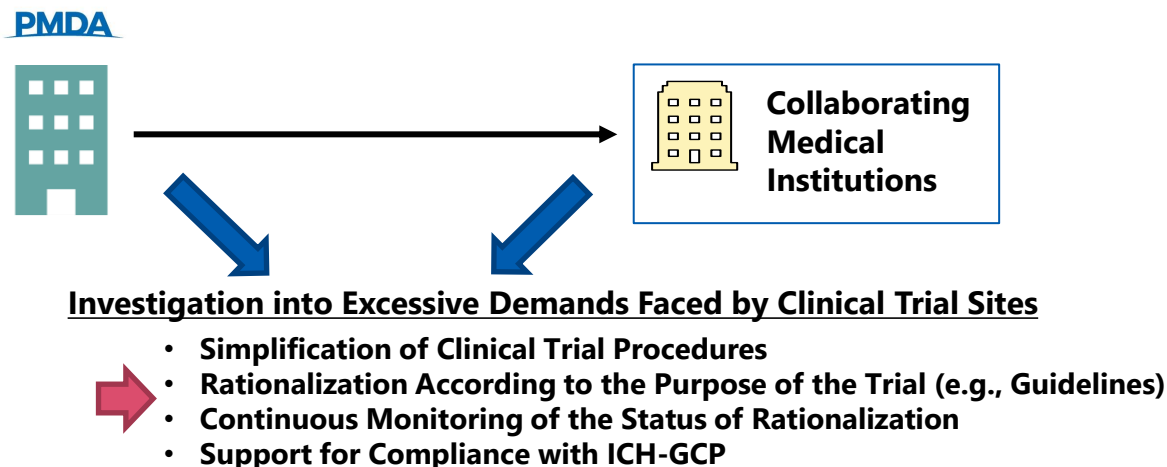 PMDA
Collaborating
Medical
Institutions
Investigation into Excessive Demands Faced by Clinical Trial Sites
• Simplification of Clinical Trial Procedures
• Rationalization According to the Purpose of the Trial (e.g., Guidelines)
• Continuous Monitoring of the Status of Rationalization
• Support for Compliance with ICH-GCP